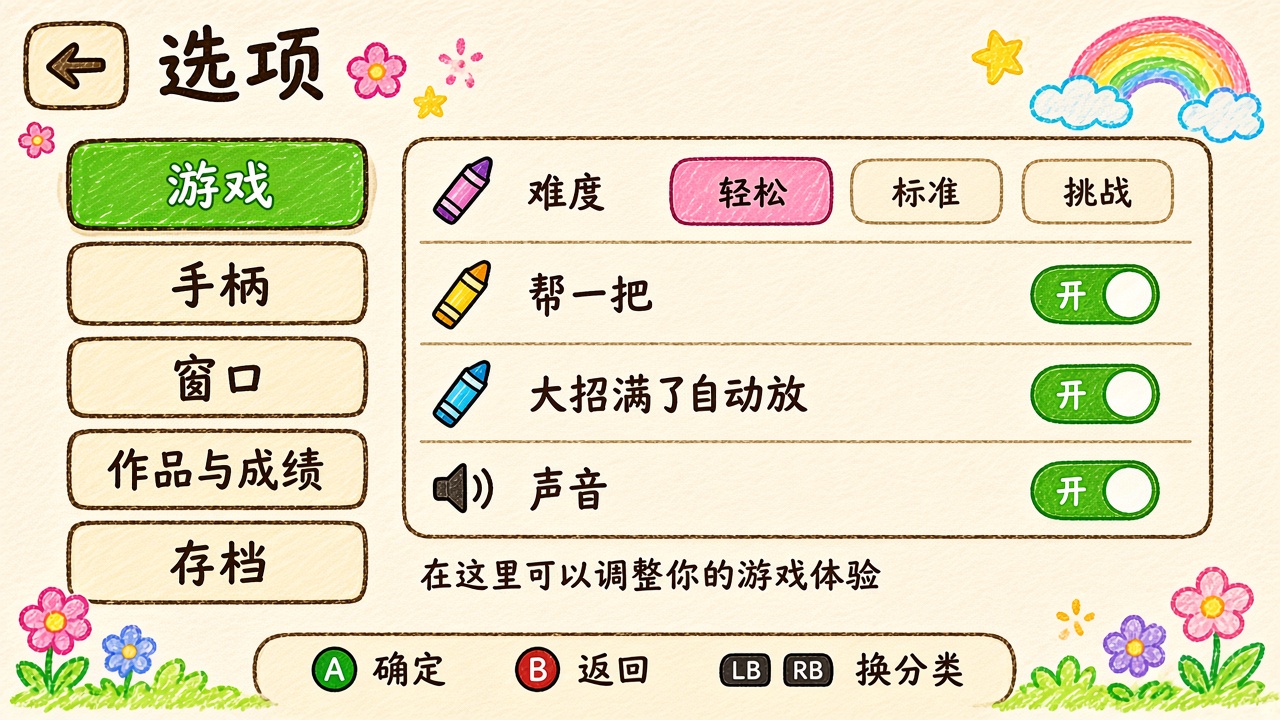 选项
游戏
手柄
窗口
作品与成绩
存档
难度 轻松 标准 挑战
帮一把 开
大招满了自动放 开
声音 开
在这里可以调整你的游戏体验
A 确定 B 返回 LB RB 换分类